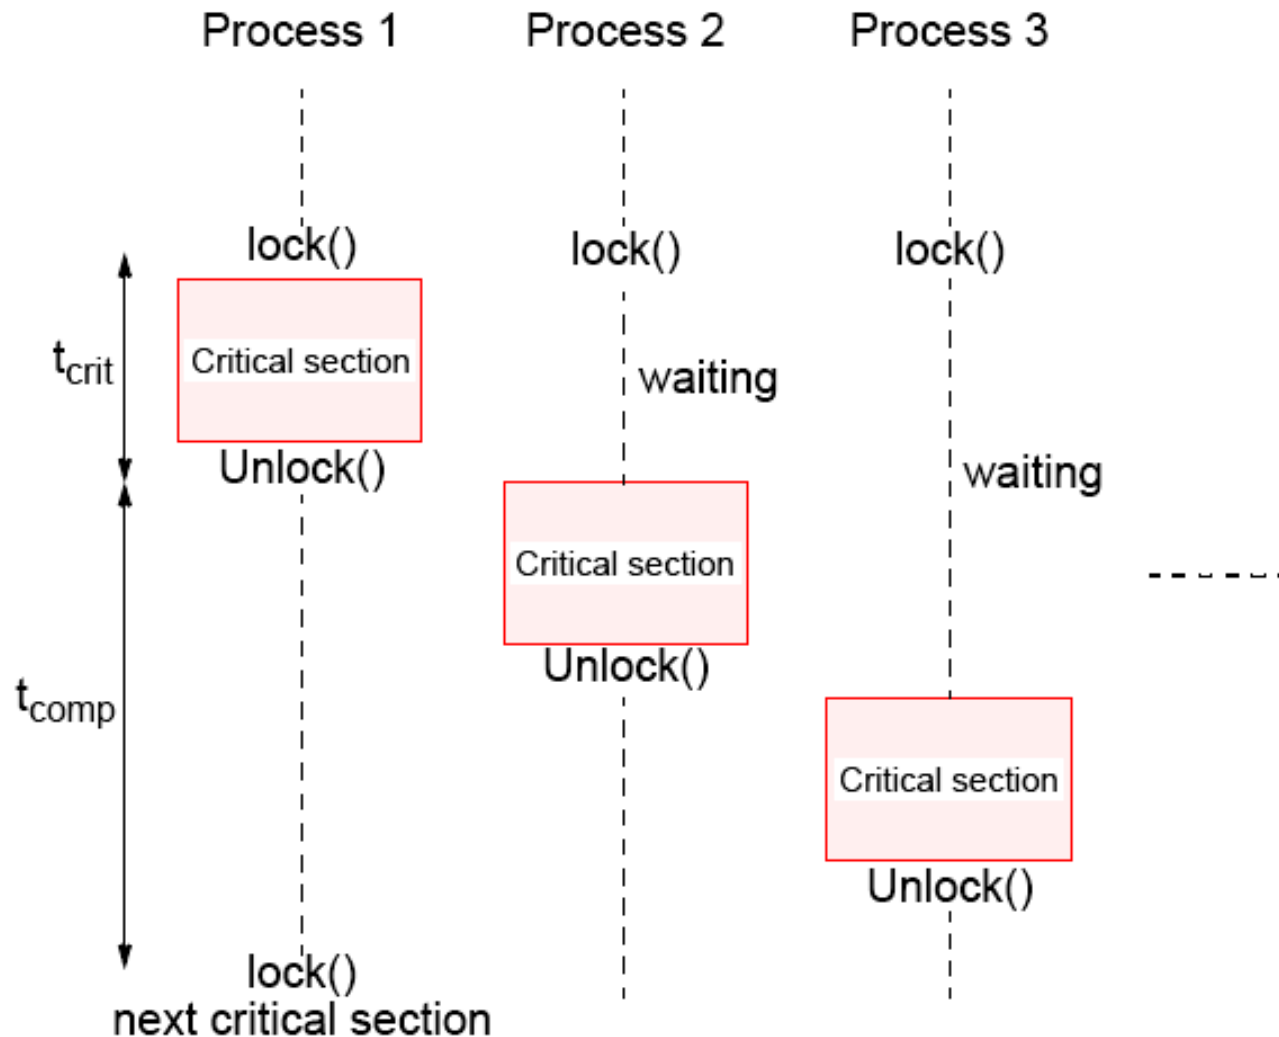 Process 1 Process 2 Process 3
lock() lock() lock()
Critical section
tcrit
waiting
Unlock()
waiting
Critical section
Unlock()
tcomp
Critical section
Unlock()
lock()
next critical section